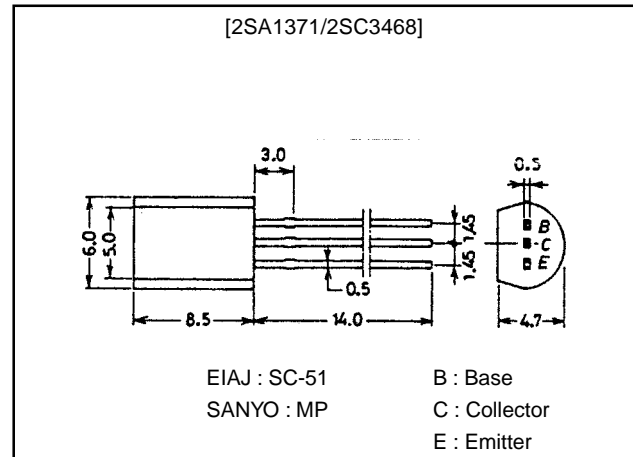 [2SA1371/2SC3468]
3.0
0.5
6.0
5.0
1.45
1.45
B
C
E
0.5
8.5
14.0
4.7
EIAJ : SC-51
SANYO : MP
B : Base
C : Collector
E : Emitter